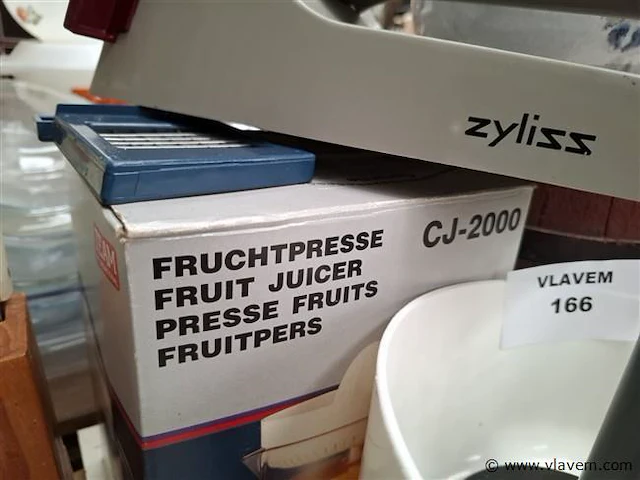 zyliss
CJ-2000
FRUCHTPRESSE
FRUIT JUICER
PRESSE FRUITS
FRUITPERS
VLAVEM
166
© www.vlavem.com